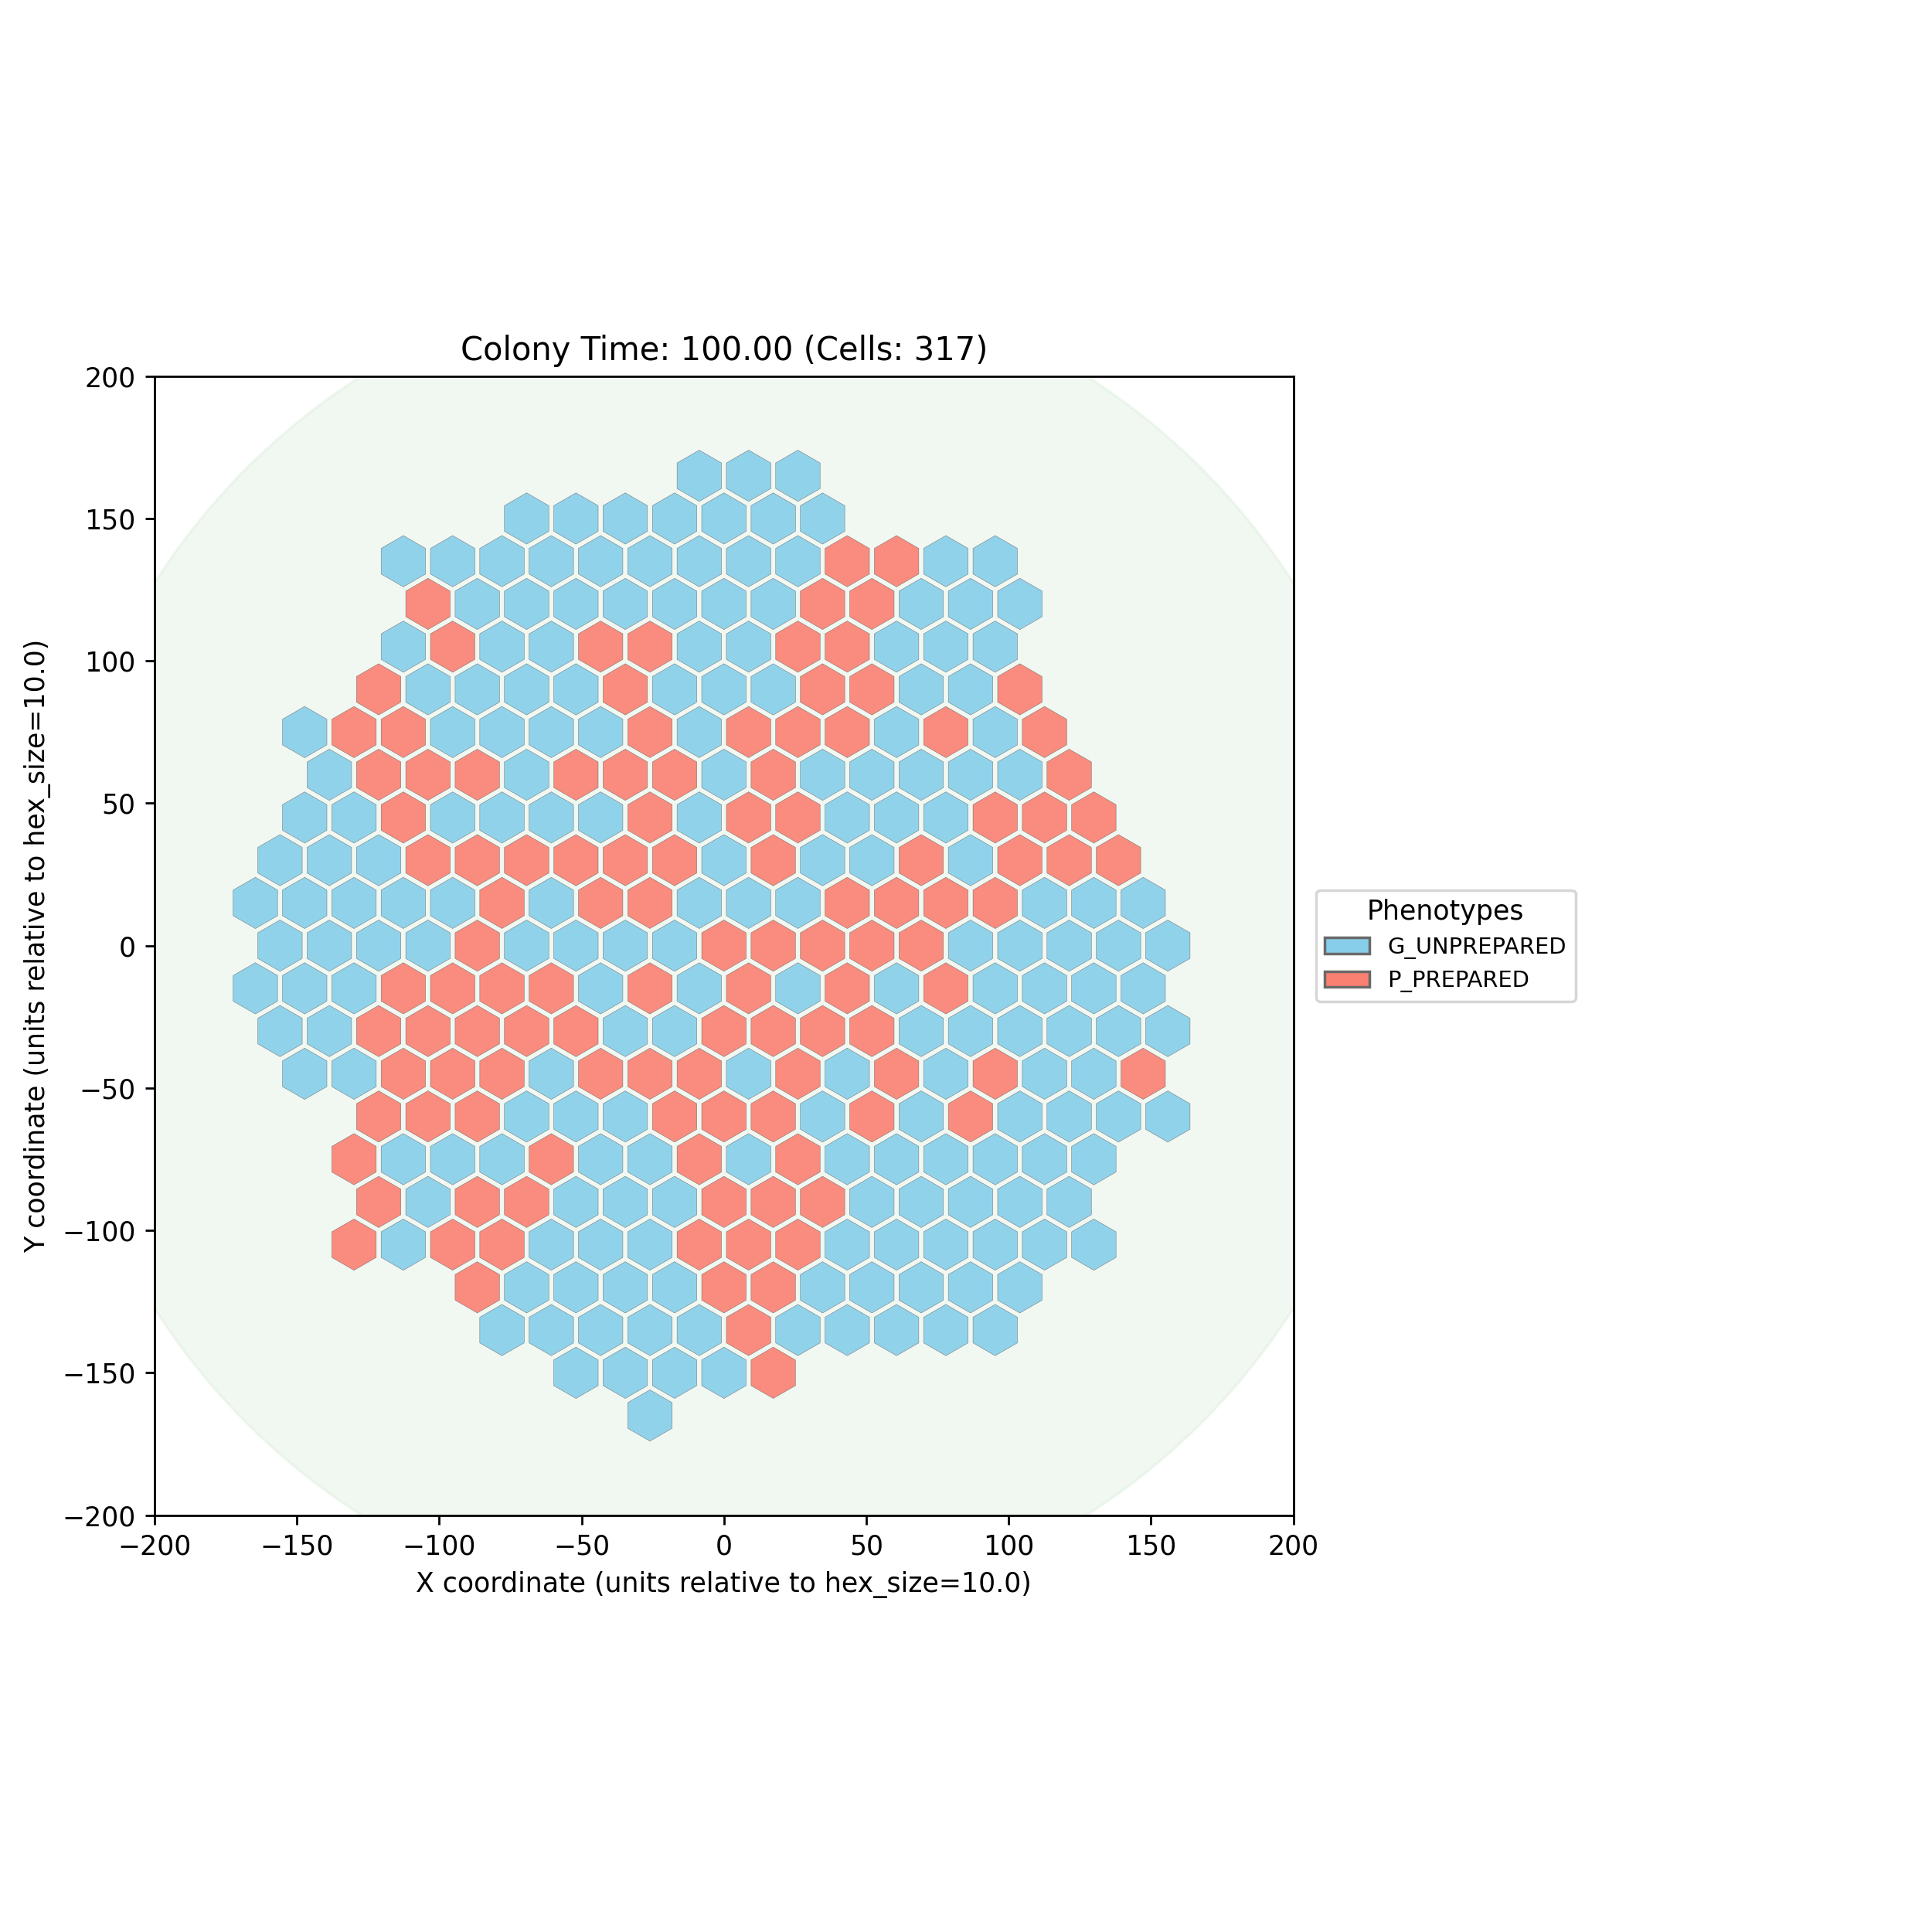 Colony Time: 100.00 (Cells: 317)
200
150
100
50
0
−50
−100
−150
−200
Y coordinate (units relative to hex_size=10.0)
−200 −150 −100 −50 0 50 100 150 200
X coordinate (units relative to hex_size=10.0)
Phenotypes
G_UNPREPARED
P_PREPARED